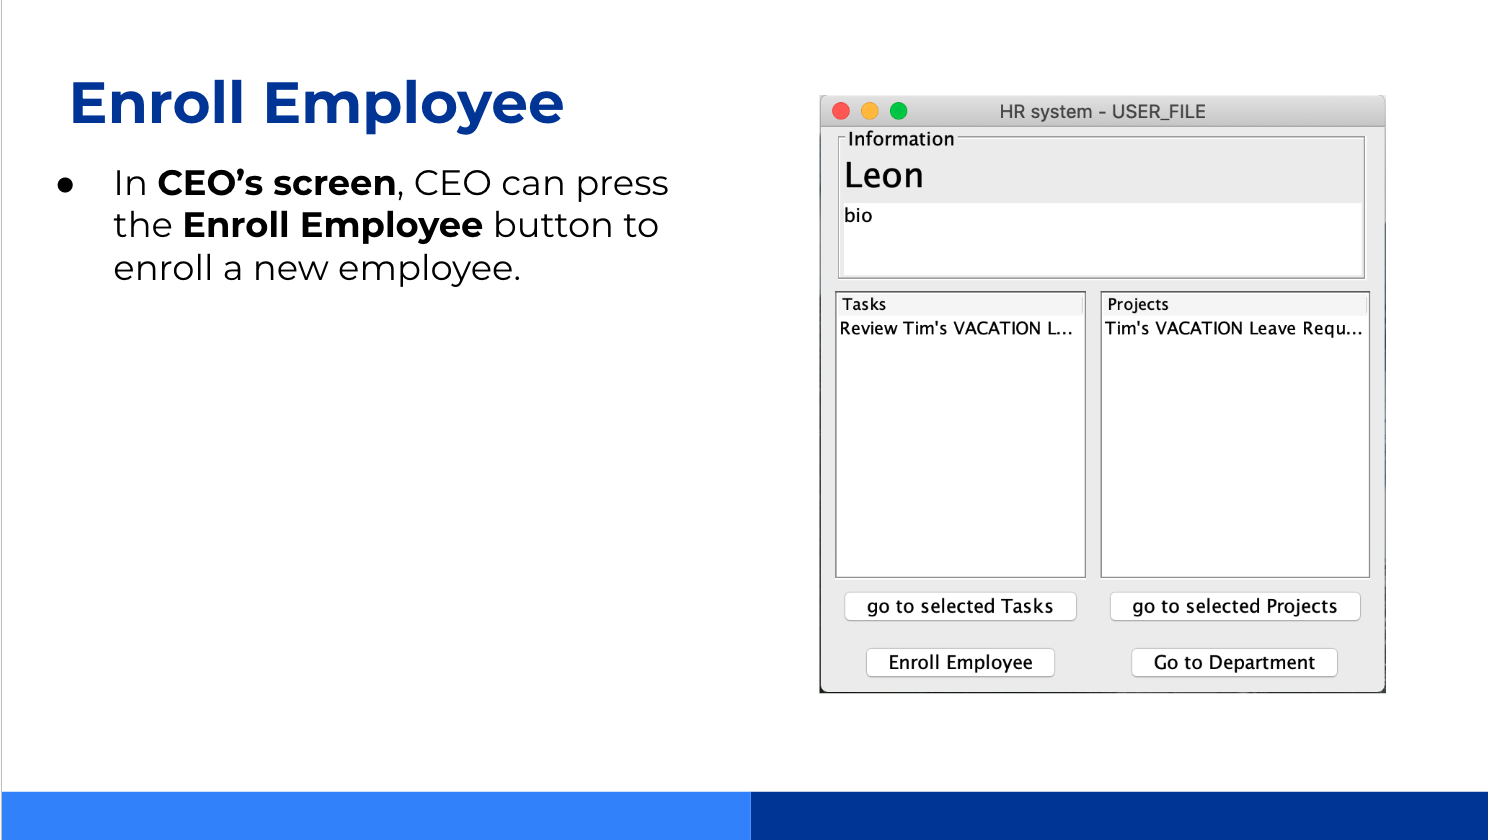 Enroll Employee
● In CEO’s screen, CEO can press
the Enroll Employee button to
enroll a new employee.
HR system - USER_FILE
Information
Leon
bio
Tasks
Review Tim's VACATION L...
Projects
Tim's VACATION Leave Requ...
go to selected Tasks
go to selected Projects
Enroll Employee
Go to Department